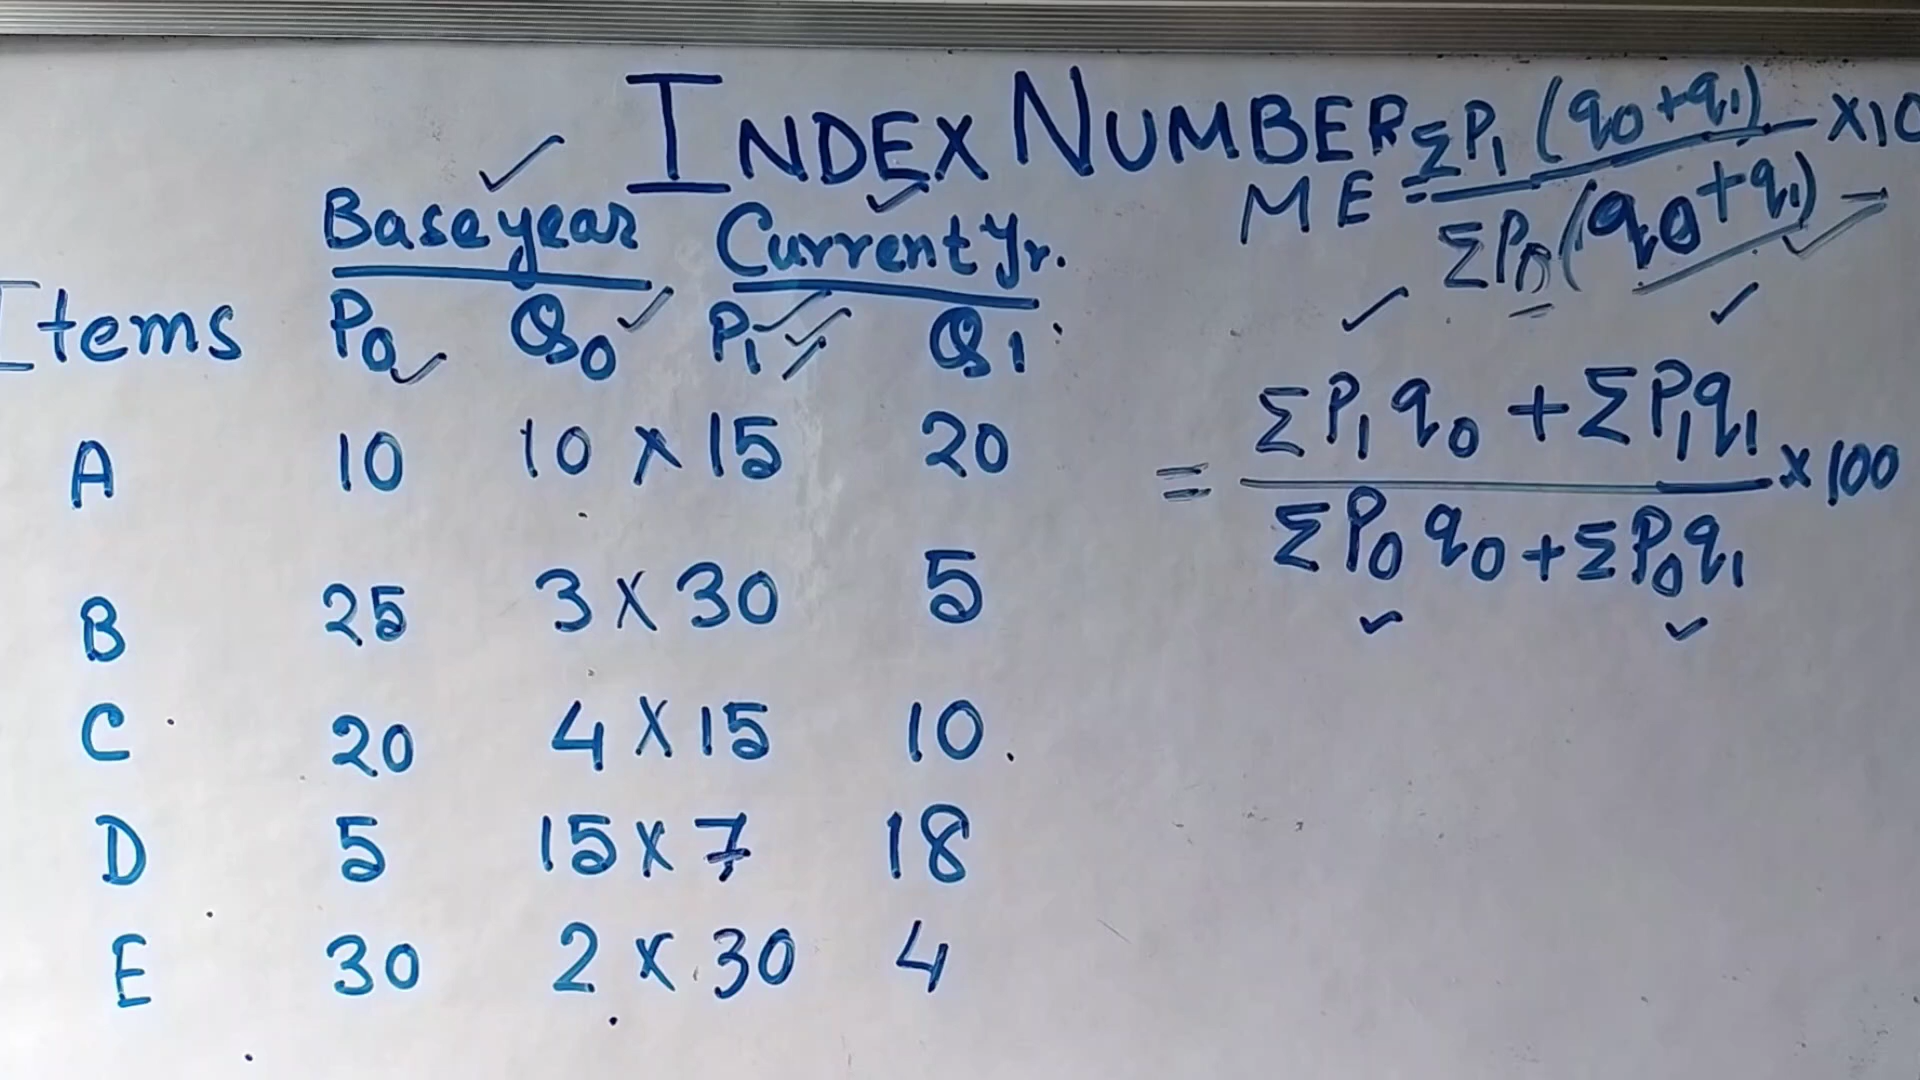 INDEX NUMBER
ME = ΣP₁(q₀+q₁) / ΣP₀(q₀+q₁) ×10
Base year Current Yr.
Items P₀ Q₀ P₁ Q₁
A 10 10 × 15 20
B 25 3 × 30 5
C 20 4 × 15 10
D 5 15 × 7 18
E 30 2 × 30 4
= ΣP₁q₀ + ΣP₁q₁ / ΣP₀q₀ + ΣP₀q₁ × 100